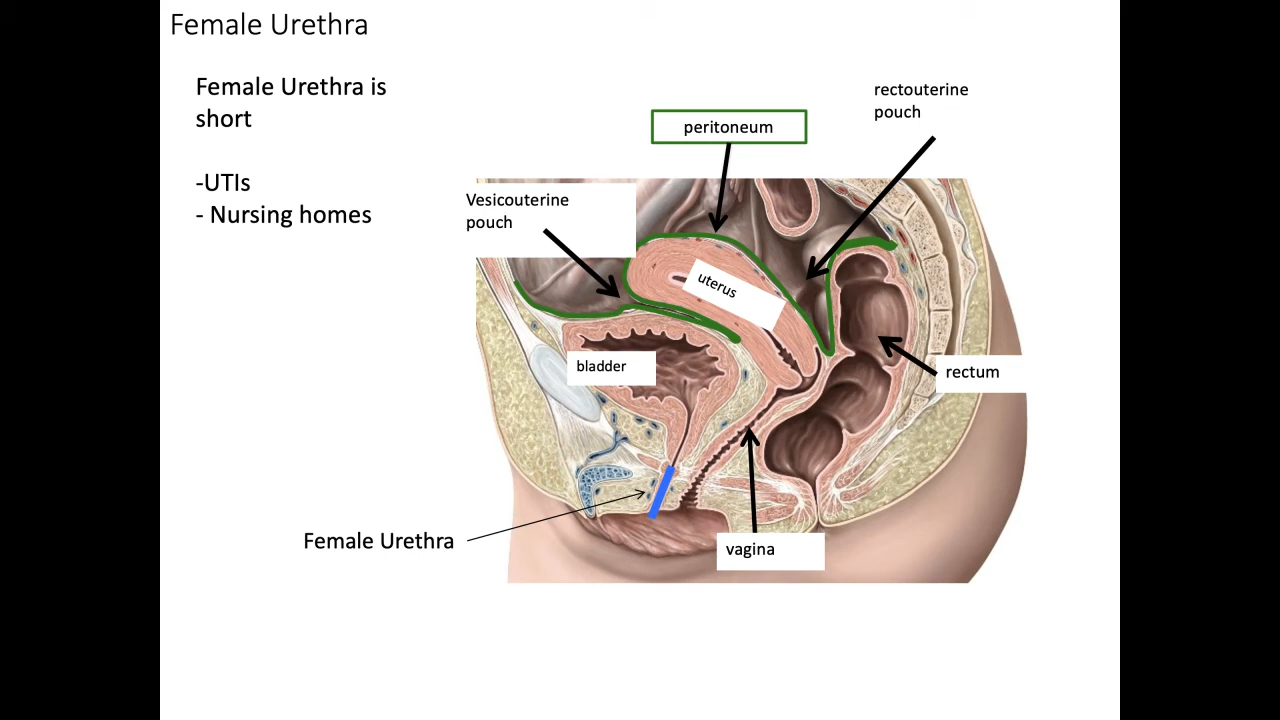 Female Urethra
Female Urethra is
short
-UTIs
- Nursing homes
rectouterine
pouch
peritoneum
Vesicouterine
pouch
uterus
bladder
rectum
Female Urethra
vagina